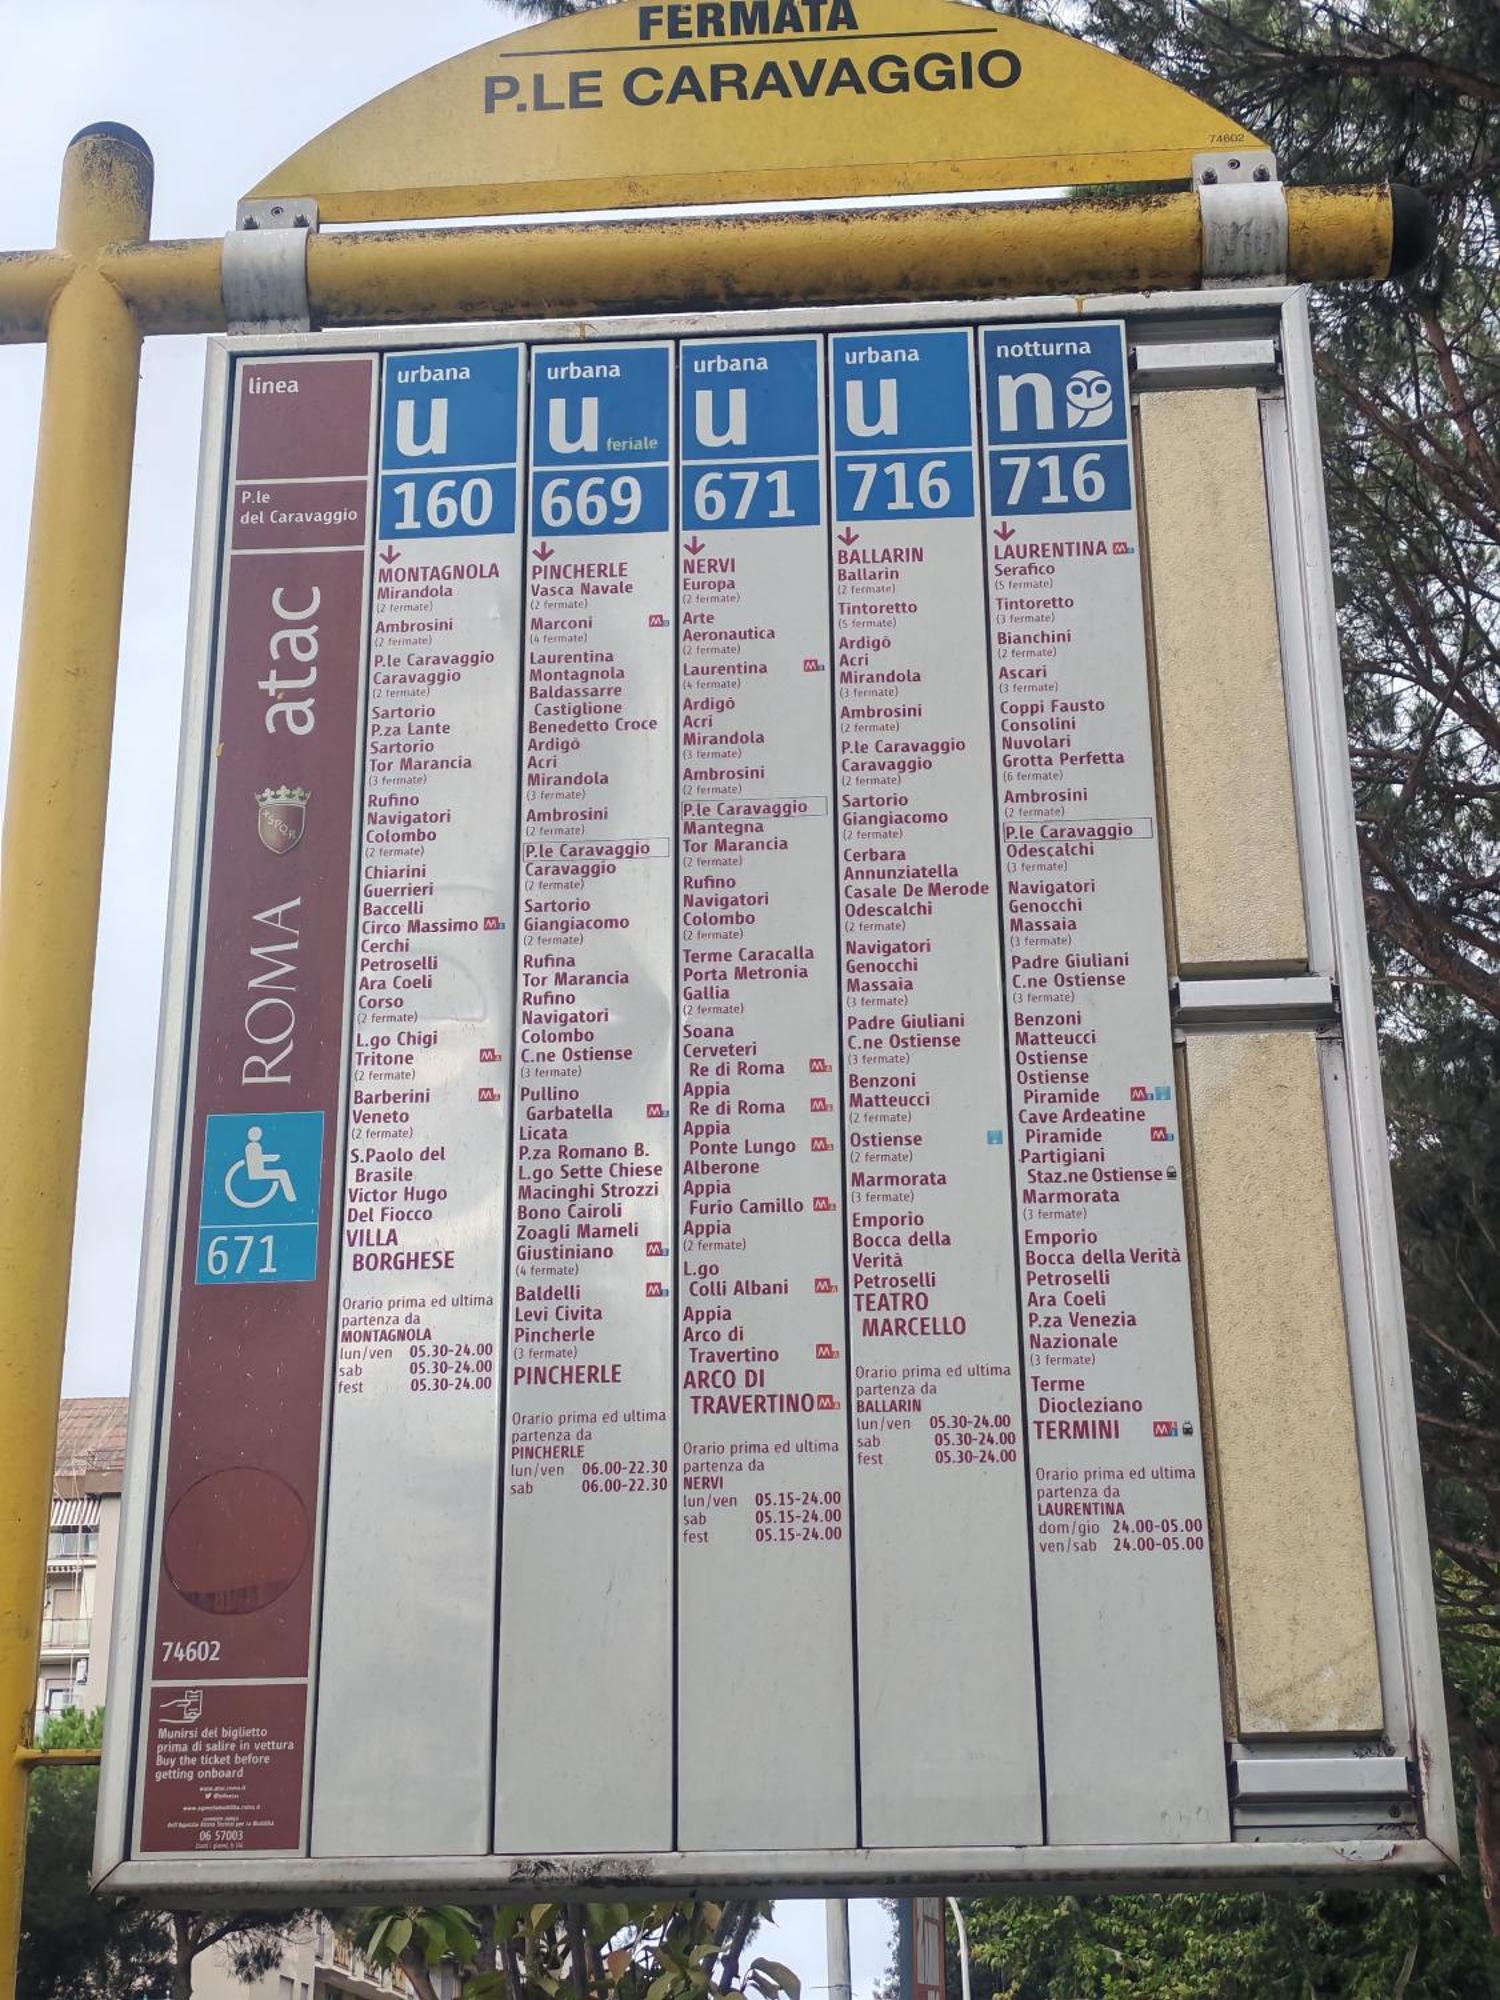 FERMATA
P.LE CARAVAGGIO
74602
linea
P.le
del Caravaggio
atac
ROMA
SPQR
671
74602
Munirsi del biglietto
prima di salire in vettura
Buy the ticket before
getting onboard
www.atac.roma.it
www.agenziamobilita.roma.it
06 57003
urbana
u
160
MONTAGNOLA
Mirandola
(2 fermate)
Ambrosini
(2 fermate)
P.le Caravaggio
Caravaggio
(2 fermate)
Sartorio
P.za Lante
Sartorio
Tor Marancia
(3 fermate)
Rufino
Navigatori
Colombo
(2 fermate)
Chiarini
Guerrieri
Baccelli
Circo Massimo M
Cerchi
Petroselli
Ara Coeli
Corso
(2 fermate)
L.go Chigi
Tritone M
(2 fermate)
Barberini M
Veneto
(2 fermate)
S.Paolo del
Brasile
Victor Hugo
Del Fiocco
VILLA
BORGHESE
Orario prima ed ultima
partenza da
MONTAGNOLA
lun/ven 05.30-24.00
sab 05.30-24.00
fest 05.30-24.00
urbana
u feriale
669
PINCHERLE
Vasca Navale
(2 fermate)
Marconi M
(4 fermate)
Laurentina
Montagnola
Baldassarre
Castiglione
Benedetto Croce
Ardigò
Acri
Mirandola
(3 fermate)
Ambrosini
(2 fermate)
P.le Caravaggio
Caravaggio
(2 fermate)
Sartorio
Giangiacomo
(2 fermate)
Rufina
Tor Marancia
Rufino
Navigatori
Colombo
C.ne Ostiense
(3 fermate)
Pullino
Garbatella M
Licata
P.za Romano B.
L.go Sette Chiese
Macinghi Strozzi
Bono Cairoli
Zoagli Mameli
Giustiniano M
(4 fermate)
Baldelli M
Levi Civita
Pincherle
(3 fermate)
PINCHERLE
Orario prima ed ultima
partenza da
PINCHERLE
lun/ven 06.00-22.30
sab 06.00-22.30
urbana
u
671
NERVI
Europa
(2 fermate)
Arte
Aeronautica
(2 fermate)
Laurentina M
(4 fermate)
Ardigò
Acri
Mirandola
(3 fermate)
Ambrosini
(2 fermate)
P.le Caravaggio
Mantegna
Tor Marancia
(2 fermate)
Rufino
Navigatori
Colombo
(2 fermate)
Terme Caracalla
Porta Metronia
Gallia
(2 fermate)
Soana
Cerveteri
Re di Roma M
Appia
Re di Roma M
Appia
Ponte Lungo M
Alberone
Appia
Furio Camillo M
Appia
(2 fermate)
L.go
Colli Albani M
Appia
Arco di
Travertino M
ARCO DI
TRAVERTINO M
Orario prima ed ultima
partenza da
NERVI
lun/ven 05.15-24.00
sab 05.15-24.00
fest 05.15-24.00
urbana
u
716
BALLARIN
Ballarin
(2 fermate)
Tintoretto
(5 fermate)
Ardigò
Acri
Mirandola
(3 fermate)
Ambrosini
(2 fermate)
P.le Caravaggio
Caravaggio
(2 fermate)
Sartorio
Giangiacomo
(2 fermate)
Cerbara
Annunziatella
Casale De Merode
Odescalchi
(2 fermate)
Navigatori
Genocchi
Massaia
(3 fermate)
Padre Giuliani
C.ne Ostiense
(3 fermate)
Benzoni
Matteucci
(2 fermate)
Ostiense
(2 fermate)
Marmorata
(3 fermate)
Emporio
Bocca della
Verità
Petroselli
TEATRO
MARCELLO
Orario prima ed ultima
partenza da
BALLARIN
lun/ven 05.30-24.00
sab 05.30-24.00
fest 05.30-24.00
notturna
n
716
LAURENTINA M
Serafico
(5 fermate)
Tintoretto
(3 fermate)
Bianchini
(2 fermate)
Ascari
(3 fermate)
Coppi Fausto
Consolini
Nuvolari
Grotta Perfetta
(6 fermate)
Ambrosini
(2 fermate)
P.le Caravaggio
Odescalchi
(3 fermate)
Navigatori
Genocchi
Massaia
(3 fermate)
Padre Giuliani
C.ne Ostiense
(3 fermate)
Benzoni
Matteucci
Ostiense
Ostiense
Piramide M
Cave Ardeatine
Piramide M
Partigiani
Staz.ne Ostiense
Marmorata
(3 fermate)
Emporio
Bocca della Verità
Petroselli
Ara Coeli
P.za Venezia
Nazionale
(3 fermate)
Terme
Diocleziano
TERMINI M
Orario prima ed ultima
partenza da
LAURENTINA
dom/gio 24.00-05.00
ven/sab 24.00-05.00